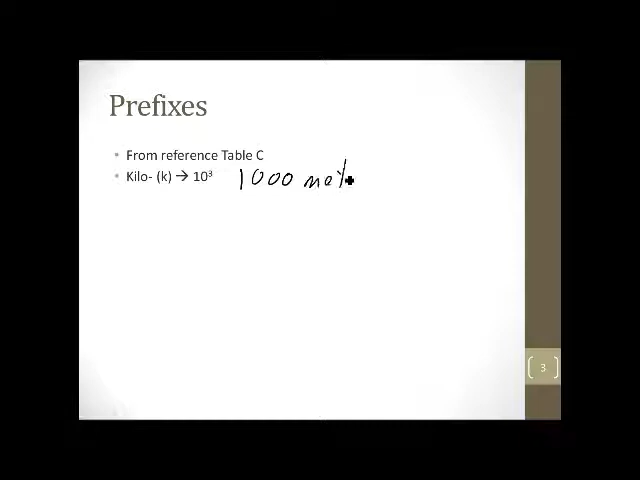 Prefixes
• From reference Table C
• Kilo- (k) → 10³ 1000 met
[ 3 ]